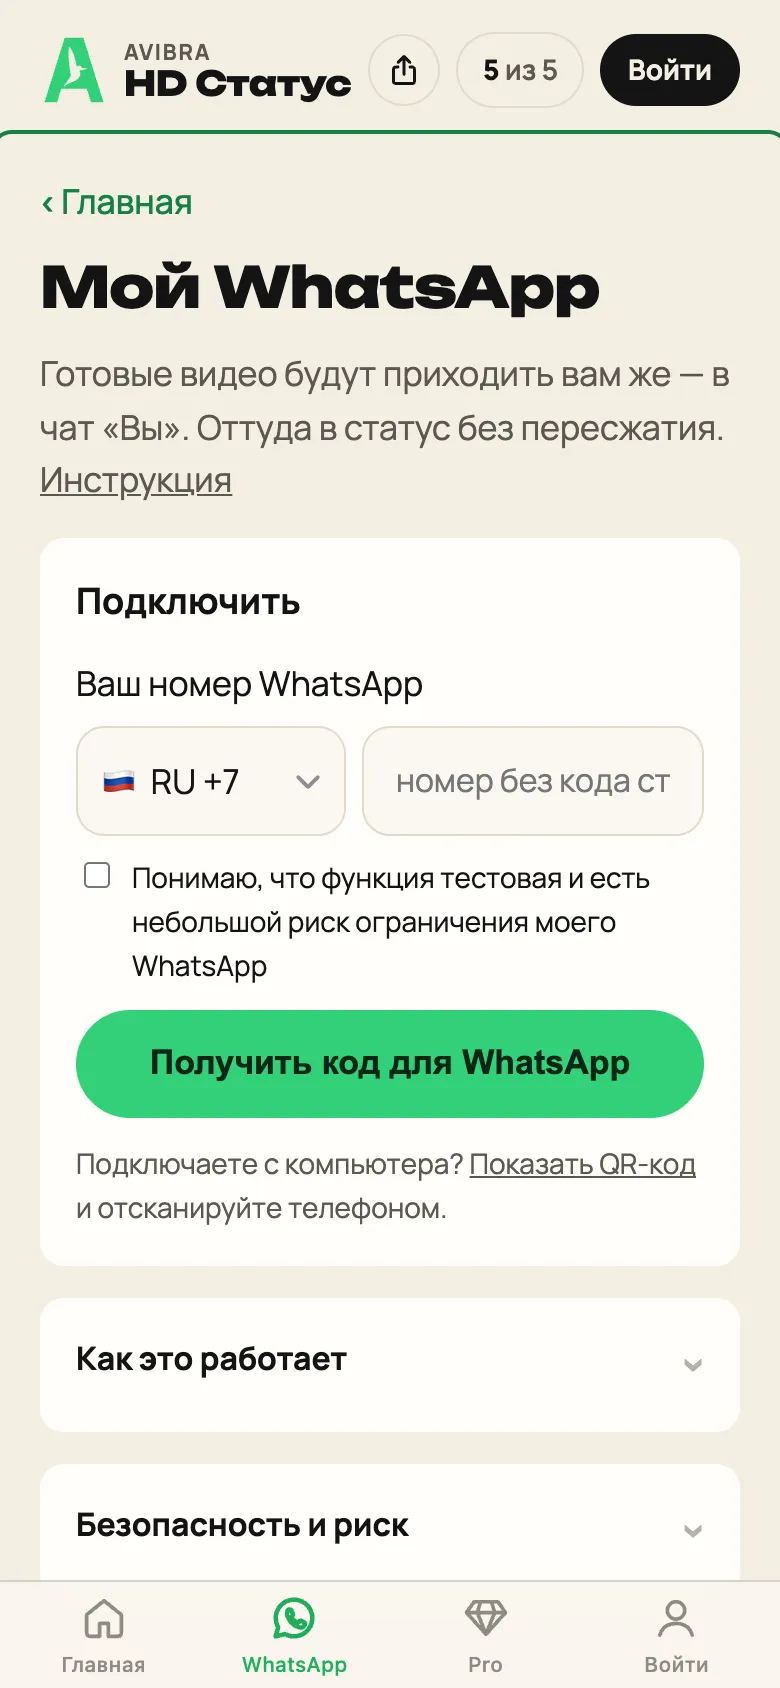 AVIBRA
HD Статус
5 из 5
Войти
‹ Главная
Мой WhatsApp
Готовые видео будут приходить вам же — в
чат «Вы». Оттуда в статус без пересжатия.
Инструкция
Подключить
Ваш номер WhatsApp
RU +7
номер без кода ст
Понимаю, что функция тестовая и есть
небольшой риск ограничения моего
WhatsApp
Получить код для WhatsApp
Подключаете с компьютера? Показать QR-код
и отсканируйте телефоном.
Как это работает
Безопасность и риск
Главная
WhatsApp
Pro
Войти